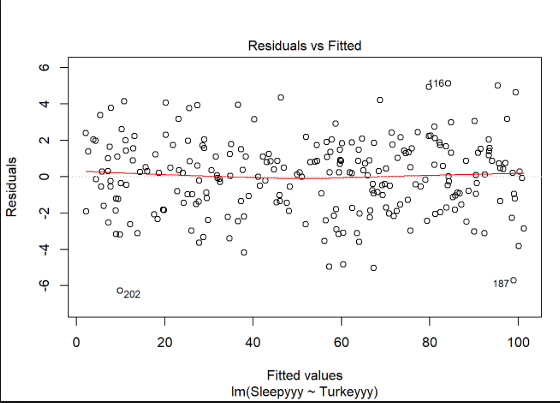 Residuals vs Fitted
Residuals
6
4
2
0
-2
-4
-6
116
187
202
0 20 40 60 80 100
Fitted values
lm(Sleepyyy ~ Turkeyyy)